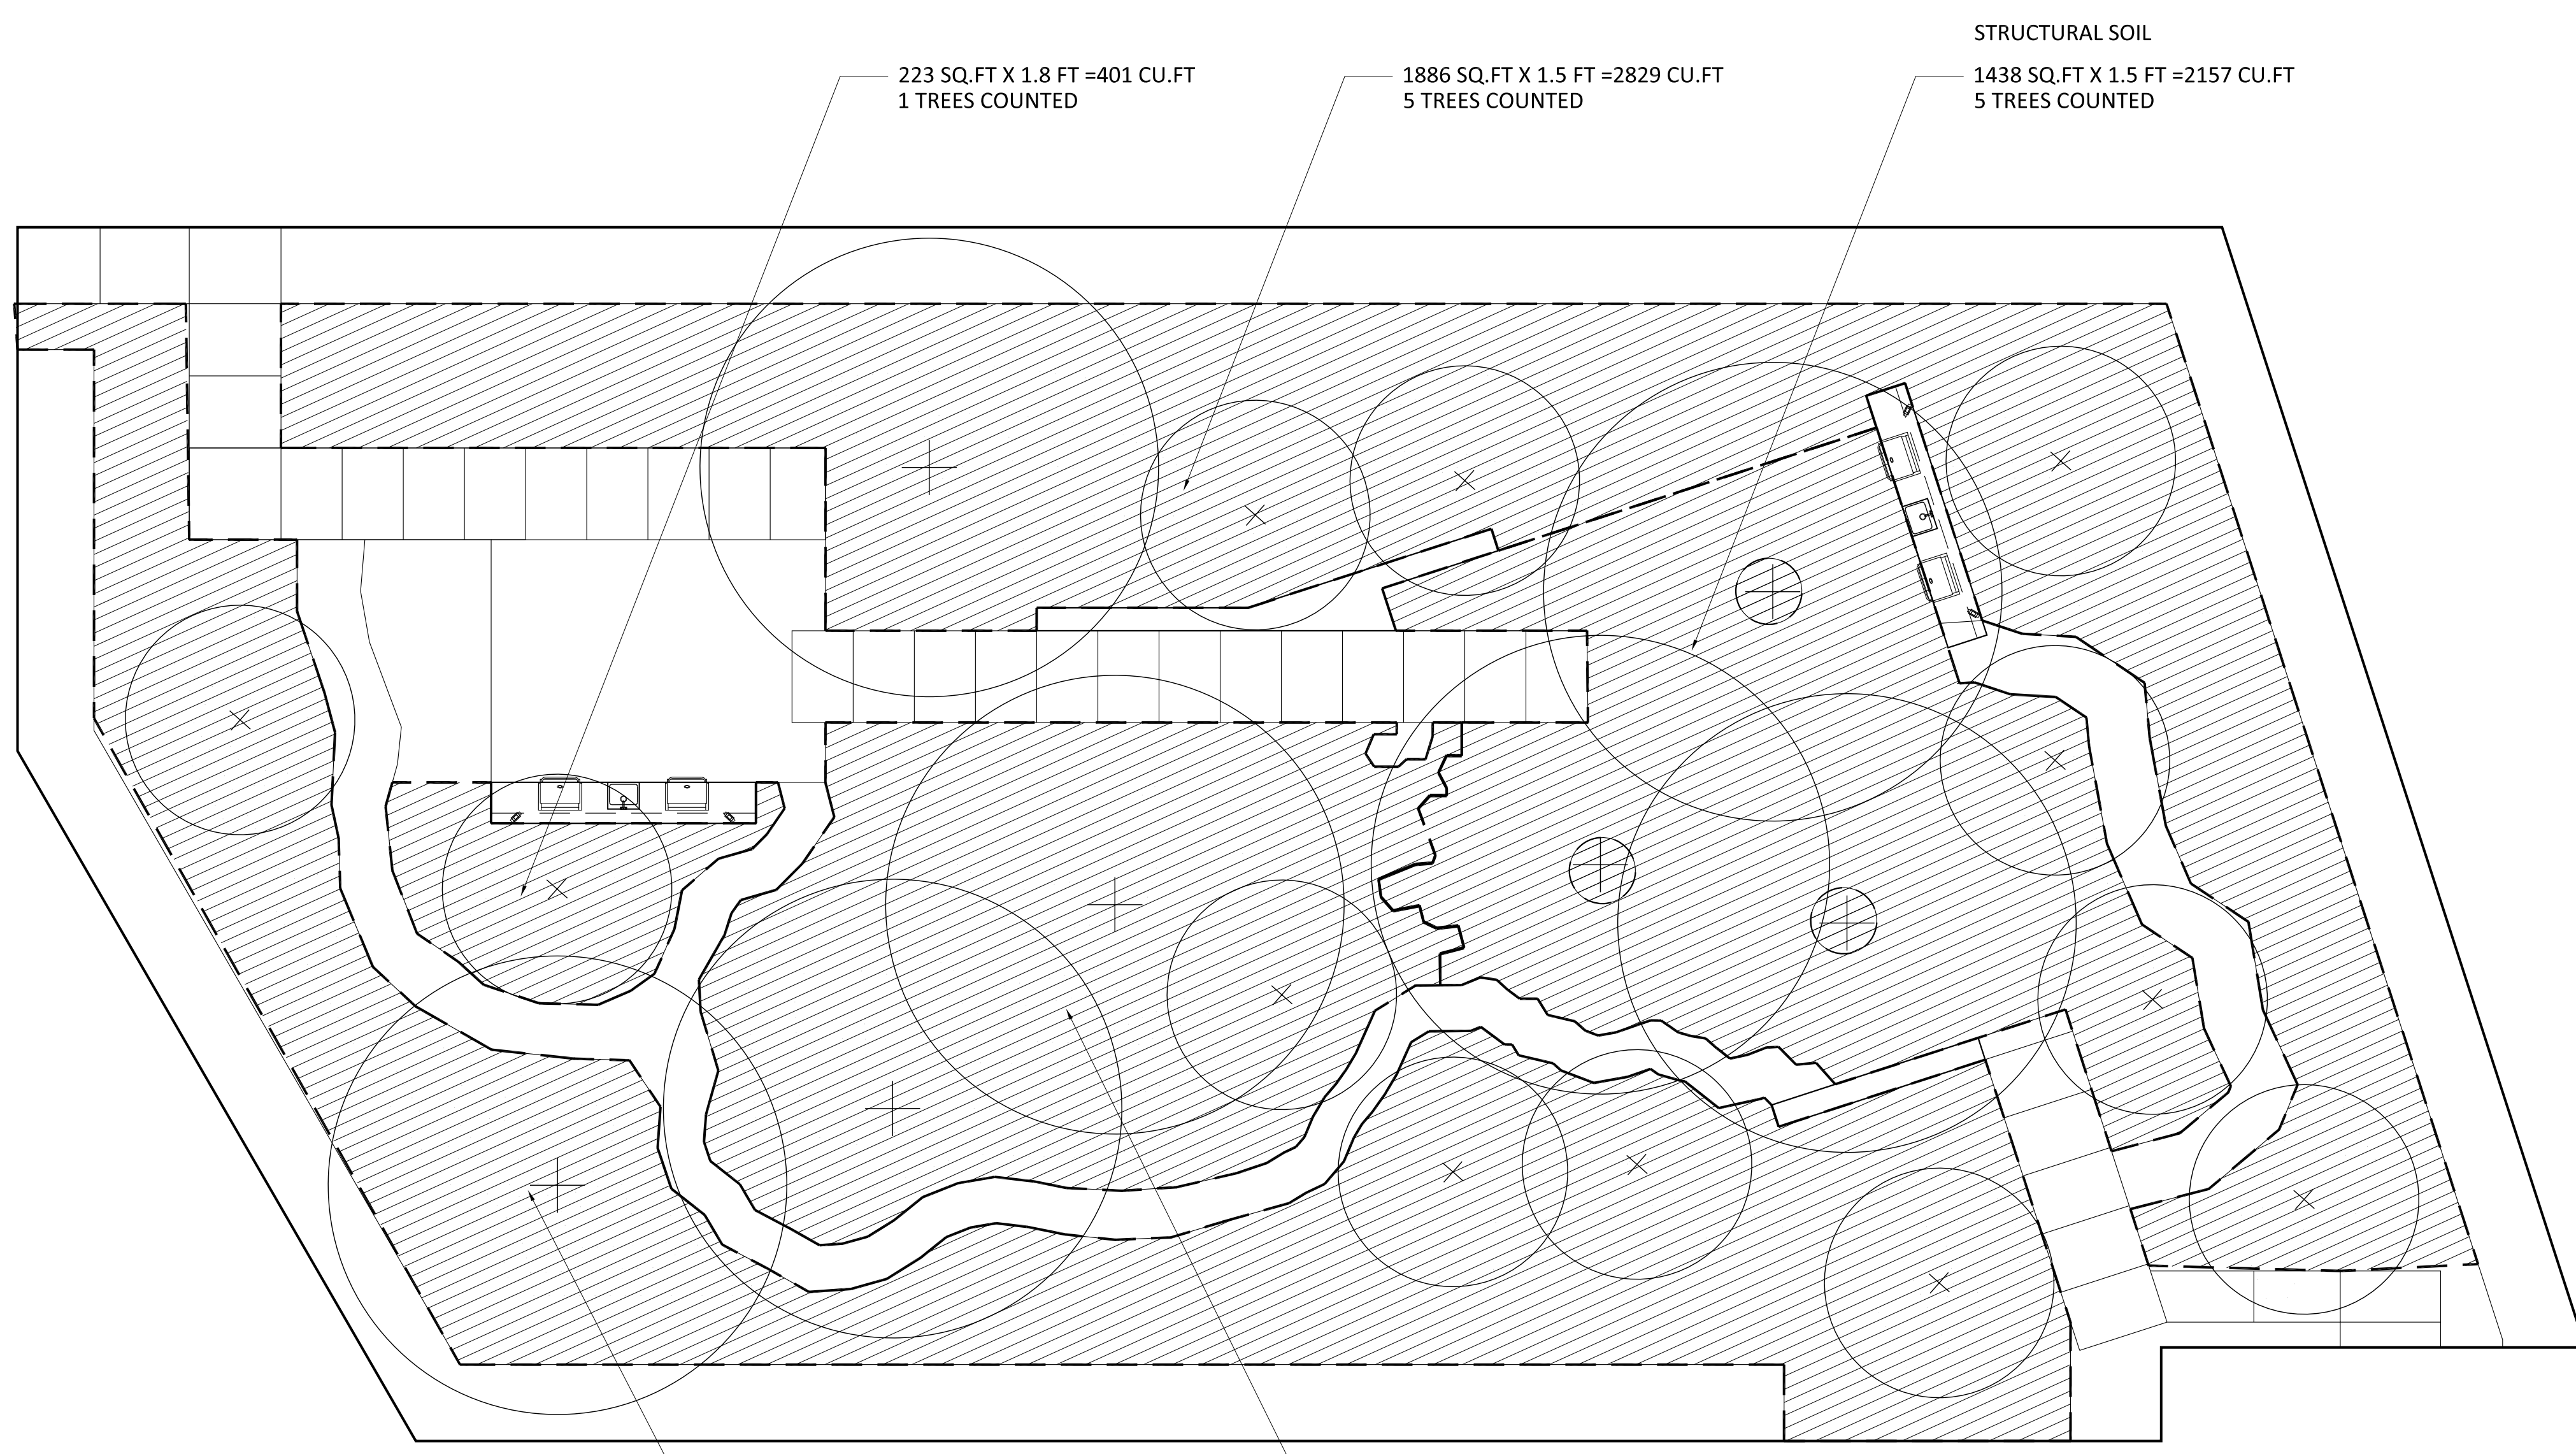 STRUCTURAL SOIL
223 SQ.FT X 1.8 FT =401 CU.FT
1 TREES COUNTED
1886 SQ.FT X 1.5 FT =2829 CU.FT
5 TREES COUNTED
1438 SQ.FT X 1.5 FT =2157 CU.FT
5 TREES COUNTED